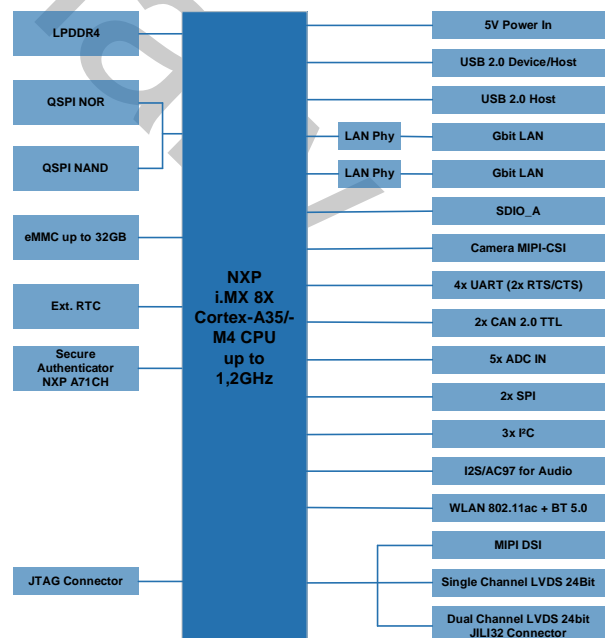 LPDDR4
QSPI NOR
QSPI NAND
eMMC up to 32GB
Ext. RTC
Secure
Authenticator
NXP A71CH
JTAG Connector
NXP
i.MX 8X
Cortex-A35/-
M4 CPU
up to
1,2GHz
5V Power In
USB 2.0 Device/Host
USB 2.0 Host
LAN Phy
Gbit LAN
LAN Phy
Gbit LAN
SDIO_A
Camera MIPI-CSI
4x UART (2x RTS/CTS)
2x CAN 2.0 TTL
5x ADC IN
2x SPI
3x I²C
I2S/AC97 for Audio
WLAN 802.11ac + BT 5.0
MIPI DSI
Single Channel LVDS 24Bit
Dual Channel LVDS 24bit
JILI32 Connector